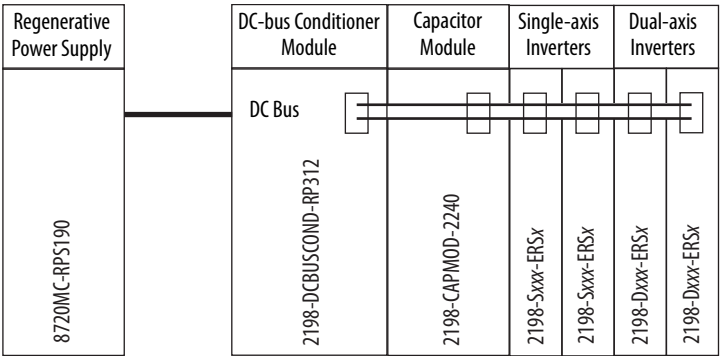 Regenerative
Power Supply
DC-bus Conditioner
Module
Capacitor
Module
Single-axis
Inverters
Dual-axis
Inverters
DC Bus
8720MC-RPS190
2198-DCBUSCOND-RP312
2198-CAPMOD-2240
2198-Sxxx-ERSx
2198-Sxxx-ERSx
2198-Dxxx-ERSx
2198-Dxxx-ERSx